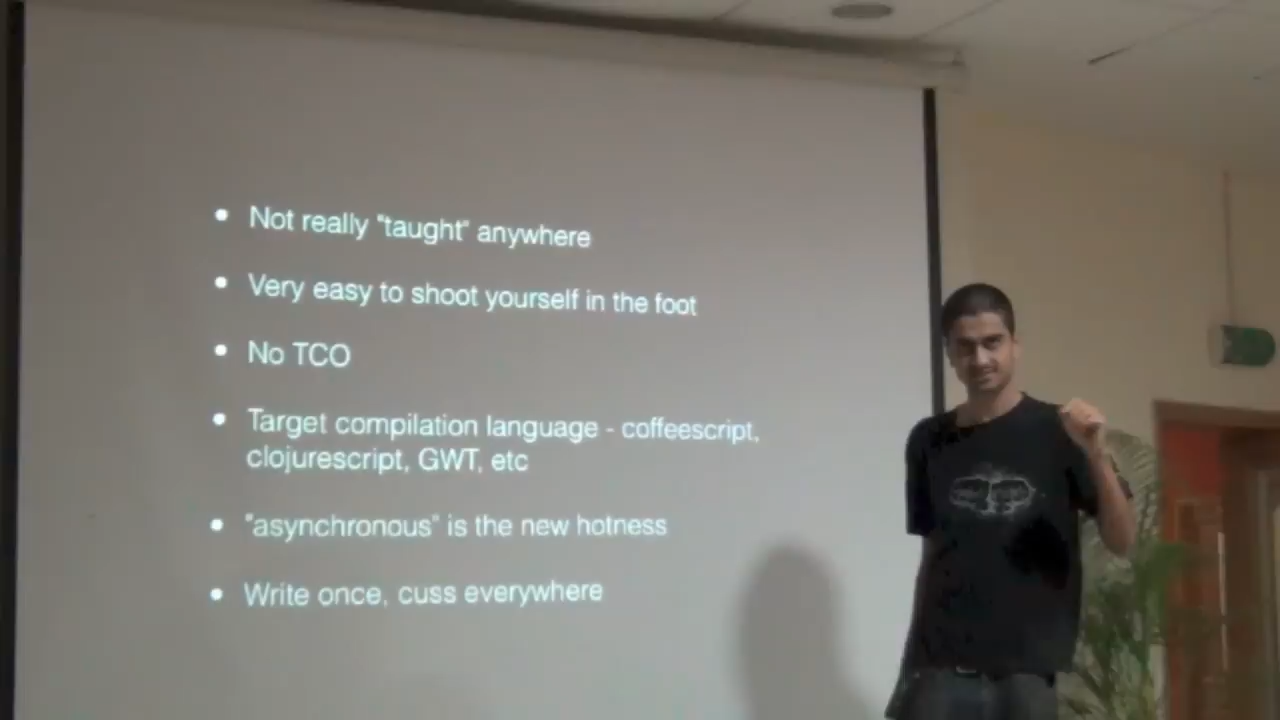 • Not really "taught" anywhere
• Very easy to shoot yourself in the foot
• No TCO
• Target compilation language - coffeescript,
clojurescript, GWT, etc
• "asynchronous" is the new hotness
• Write once, cuss everywhere